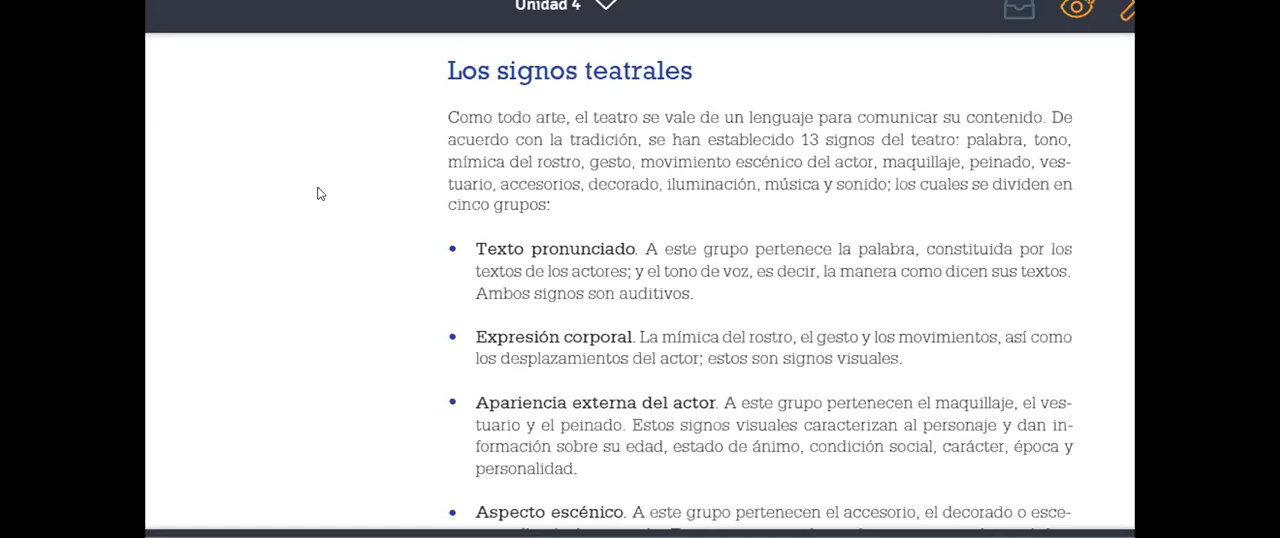 Unidad 4
Los signos teatrales
Como todo arte, el teatro se vale de un lenguaje para comunicar su contenido. De
acuerdo con la tradición, se han establecido 13 signos del teatro: palabra, tono,
mímica del rostro, gesto, movimiento escénico del actor, maquillaje, peinado, ves-
tuario, accesorios, decorado, iluminación, música y sonido; los cuales se dividen en
cinco grupos:
• Texto pronunciado. A este grupo pertenece la palabra, constituida por los
textos de los actores; y el tono de voz, es decir, la manera como dicen sus textos.
Ambos signos son auditivos.
• Expresión corporal. La mímica del rostro, el gesto y los movimientos, así como
los desplazamientos del actor; estos son signos visuales.
• Apariencia externa del actor. A este grupo pertenecen el maquillaje, el ves-
tuario y el peinado. Estos signos visuales caracterizan al personaje y dan in-
formación sobre su edad, estado de ánimo, condición social, carácter, época y
personalidad.
• Aspecto escénico. A este grupo pertenecen el accesorio, el decorado o esce-